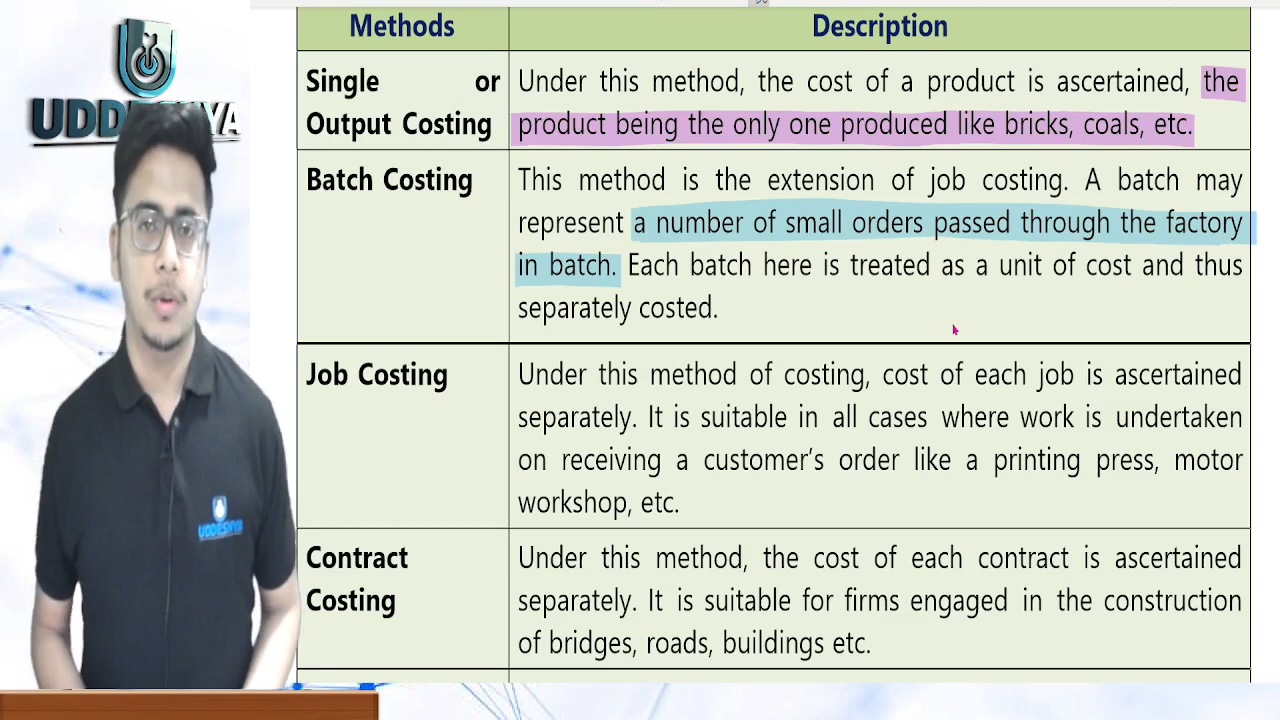 UDDESHYA
UDDESHYA
Methods Description
Single or Output Costing
Under this method, the cost of a product is ascertained, the
product being the only one produced like bricks, coals, etc.
Batch Costing
This method is the extension of job costing. A batch may
represent a number of small orders passed through the factory
in batch. Each batch here is treated as a unit of cost and thus
separately costed.
Job Costing
Under this method of costing, cost of each job is ascertained
separately. It is suitable in all cases where work is undertaken
on receiving a customer's order like a printing press, motor
workshop, etc.
Contract
Costing
Under this method, the cost of each contract is ascertained
separately. It is suitable for firms engaged in the construction
of bridges, roads, buildings etc.